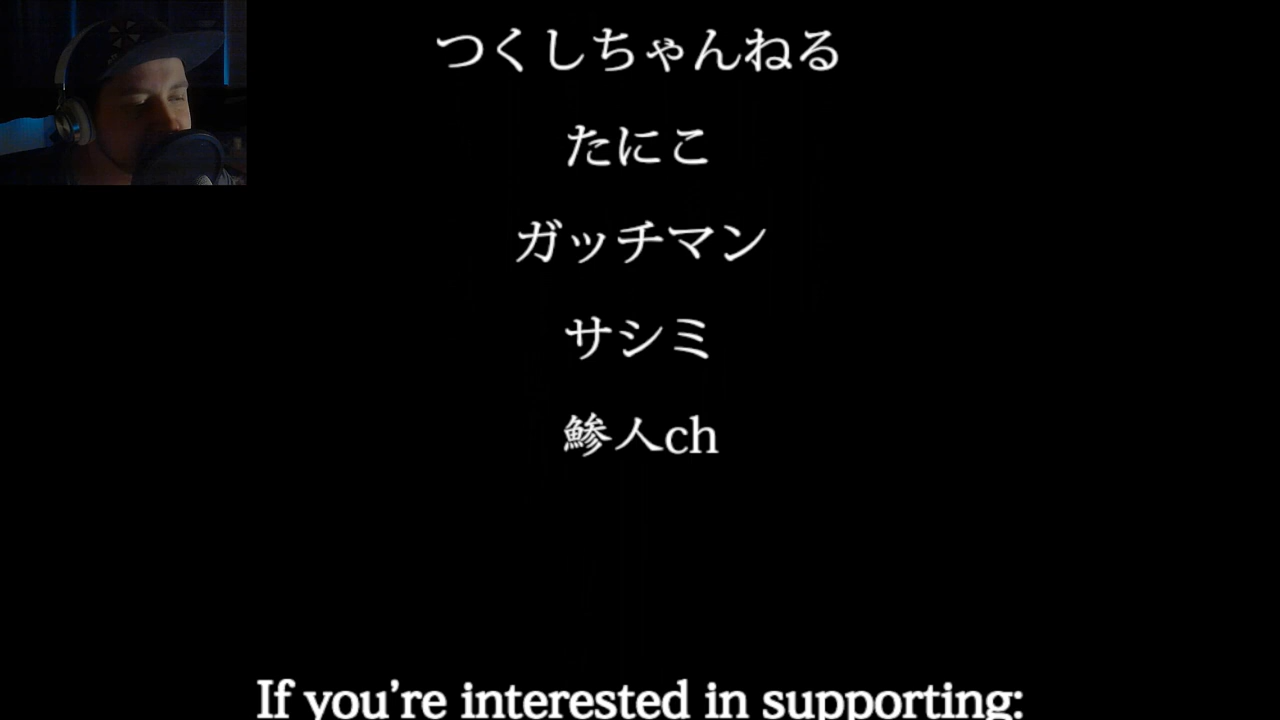 つくしちゃんねる
たにこ
ガッチマン
サシミ
鯵人ch
If you're interested in supporting: